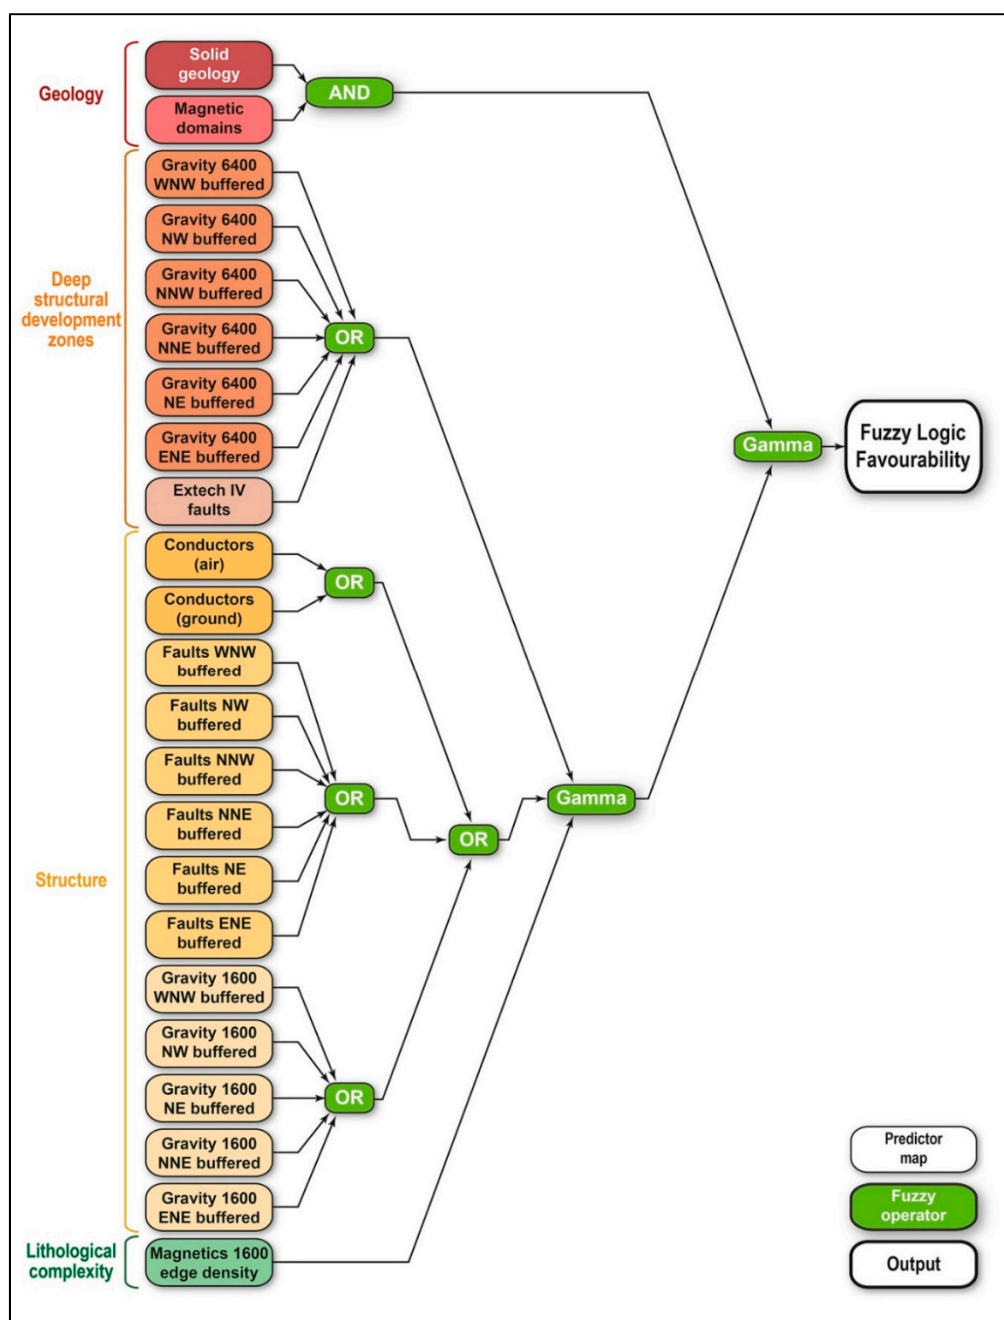 Geology
Solid
geology
Magnetic
domains
AND
Deep
structural
development
zones
Gravity 6400
WNW buffered
Gravity 6400
NW buffered
Gravity 6400
NNW buffered
Gravity 6400
NNE buffered
Gravity 6400
NE buffered
Gravity 6400
ENE buffered
Extech IV
faults
OR
Structure
Conductors
(air)
Conductors
(ground)
OR
Faults WNW
buffered
Faults NW
buffered
Faults NNW
buffered
Faults NNE
buffered
Faults NE
buffered
Faults ENE
buffered
OR
Gravity 1600
WNW buffered
Gravity 1600
NW buffered
Gravity 1600
NE buffered
Gravity 1600
NNE buffered
Gravity 1600
ENE buffered
OR
OR
Lithological
complexity
Magnetics 1600
edge density
Gamma
Gamma
Fuzzy Logic
Favourability
Predictor
map
Fuzzy
operator
Output